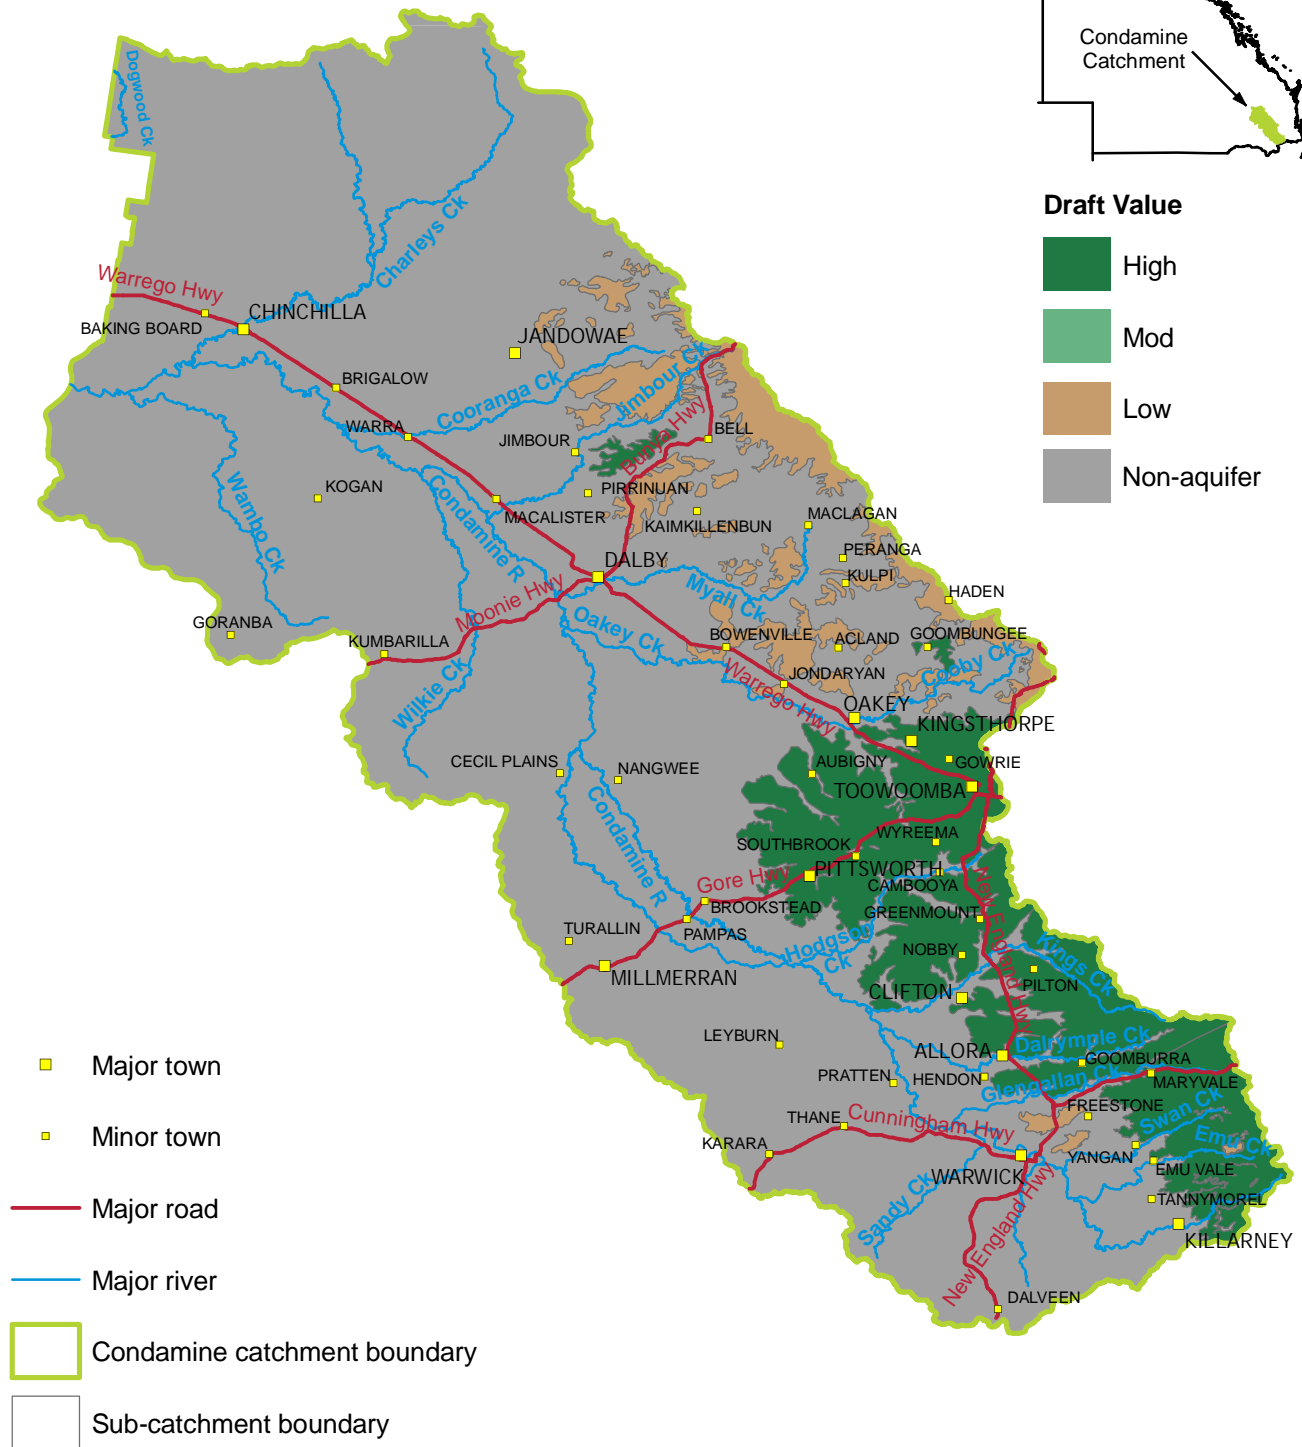 Condamine
Catchment
Draft Value
High
Mod
Low
Non-aquifer
Dogwood Ck
Charleys Ck
Warrego Hwy
CHINCHILLA
BAKING BOARD
JANDOWAE
BRIGALOW
Cooranga Ck
Jimbour Ck
WARRA
JIMBOUR
BELL
Bunya Hwy
KOGAN
PIRRINUAN
Wambo Ck
Condamine R
MACALISTER
KAIMKILLENBUN
MACLAGAN
PERANGA
DALBY
KULPI
Myall Ck
HADEN
Moonie Hwy
GORANBA
KUMBARILLA
Oakey Ck
BOWENVILLE
ACLAND
GOOMBUNGEE
Cooby Ck
JONDARYAN
Warrego Hwy
Wilkie Ck
OAKEY
KINGSTHORPE
CECIL PLAINS
NANGWEE
AUBIGNY
GOWRIE
TOOWOOMBA
Condamine R
WYREEMA
SOUTHBROOK
PITTSWORTH
Gore Hwy
CAMBOOYA
BROOKSTEAD
GREENMOUNT
New England Hwy
PAMPAS
TURALLIN
Hodgson
Ck
NOBBY
Kings Ck
MILLMERRAN
PILTON
CLIFTON
LEYBURN
ALLORA
Dalrymple Ck
GOOMBURRA
PRATTEN
HENDON
Glengallan Ck
MARYVALE
THANE
Cunningham Hwy
FREESTONE
Swan Ck
KARARA
Emu Ck
YANGAN
WARWICK
EMU VALE
Sandy Ck
TANNYMOREL
New England Hwy
KILLARNEY
DALVEEN
Major town
Minor town
Major road
Major river
Condamine catchment boundary
Sub-catchment boundary